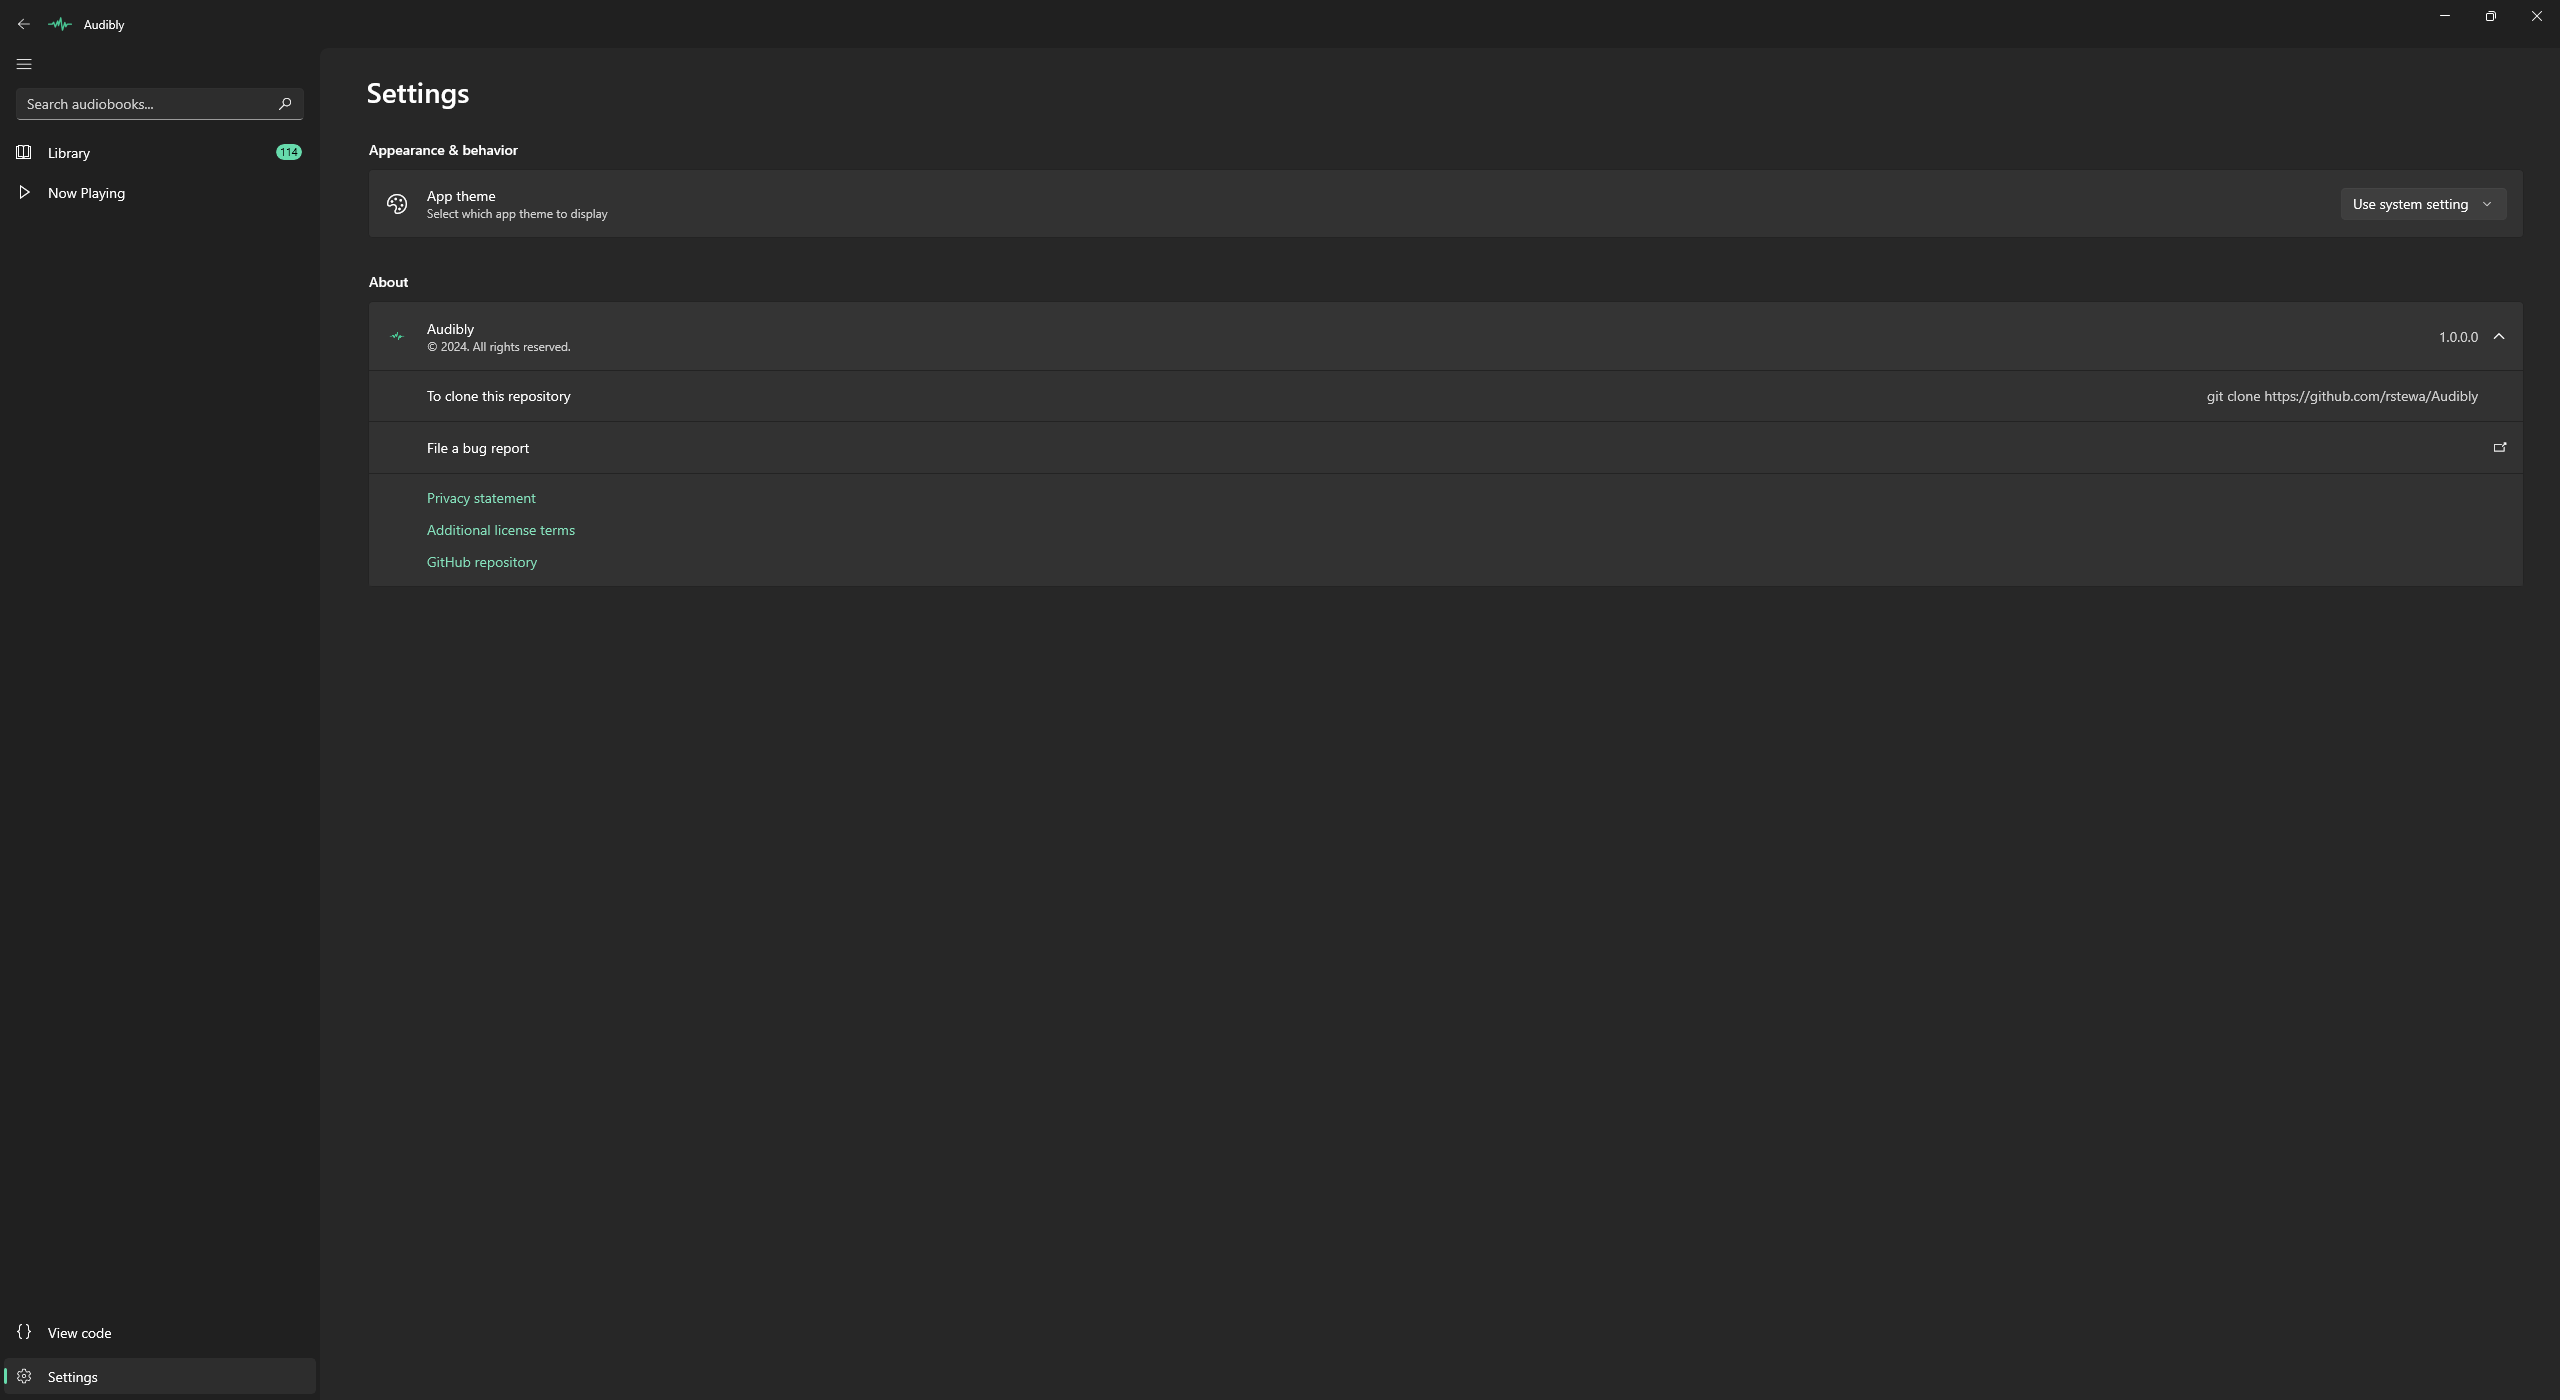 Audibly
Search audiobooks...
Library 114
Now Playing
Settings
Appearance & behavior
App theme
Select which app theme to display
Use system setting
About
Audibly
© 2024. All rights reserved.
1.0.0.0
To clone this repository
git clone https://github.com/rstewa/Audibly
File a bug report
Privacy statement
Additional license terms
GitHub repository
View code
Settings